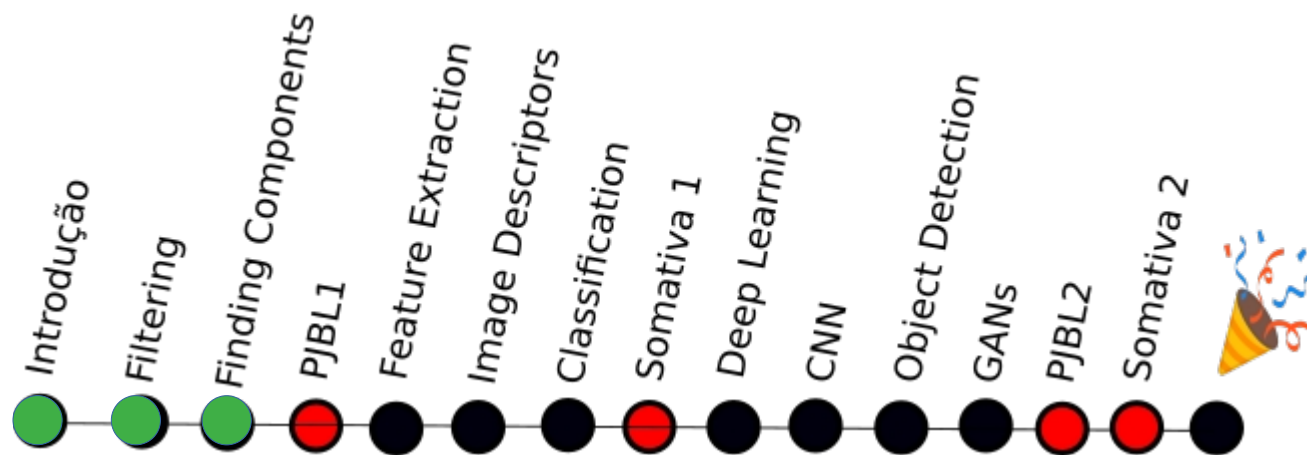 Introdução
Filtering
Finding Components
PJBL1
Feature Extraction
Image Descriptors
Classification
Somativa 1
Deep Learning
CNN
Object Detection
GANs
PJBL2
Somativa 2